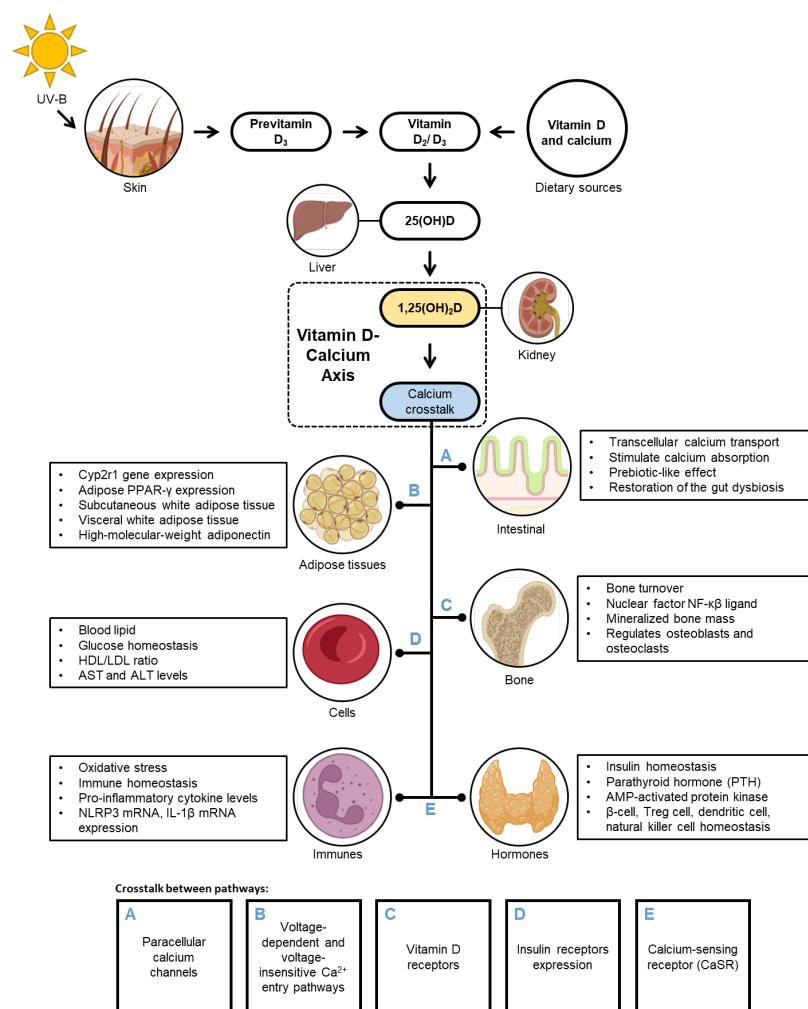 UV-B
Skin
Previtamin
D₃
Vitamin
D₂/ D₃
Vitamin D
and calcium
Dietary sources
25(OH)D
Liver
1,25(OH)₂D
Kidney
Vitamin D-
Calcium
Axis
Calcium
crosstalk
A
• Transcellular calcium transport
• Stimulate calcium absorption
• Prebiotic-like effect
• Restoration of the gut dysbiosis
Intestinal
B
• Cyp2r1 gene expression
• Adipose PPAR-γ expression
• Subcutaneous white adipose tissue
• Visceral white adipose tissue
• High-molecular-weight adiponectin
Adipose tissues
C
• Bone turnover
• Nuclear factor NF-κβ ligand
• Mineralized bone mass
• Regulates osteoblasts and
osteoclasts
Bone
D
• Blood lipid
• Glucose homeostasis
• HDL/LDL ratio
• AST and ALT levels
Cells
• Oxidative stress
• Immune homeostasis
• Pro-inflammatory cytokine levels
• NLRP3 mRNA, IL-1β mRNA
expression
Immunes
E
• Insulin homeostasis
• Parathyroid hormone (PTH)
• AMP-activated protein kinase
• β-cell, Treg cell, dendritic cell,
natural killer cell homeostasis
Hormones
Crosstalk between pathways:
A
Paracellular
calcium
channels
B
Voltage-
dependent and
voltage-
insensitive Ca²⁺
entry pathways
C
Vitamin D
receptors
D
Insulin receptors
expression
E
Calcium-sensing
receptor (CaSR)